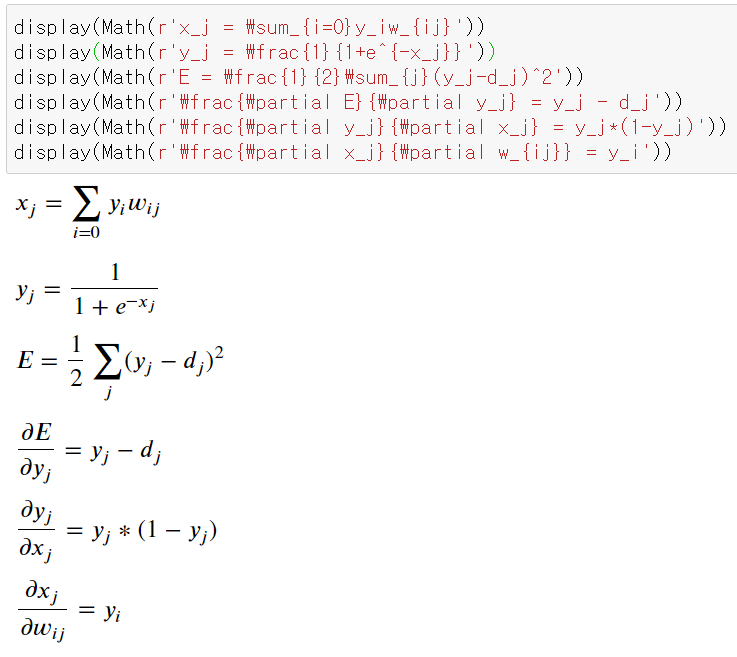 display(Math(r'x_j = ₩sum_{i=0}y_iw_{ij}'))
display(Math(r'y_j = ₩frac{1}{1+e^{-x_j}}'))
display(Math(r'E = ₩frac{1}{2}₩sum_{j}(y_j-d_j)^2'))
display(Math(r'₩frac{₩partial E}{₩partial y_j} = y_j - d_j'))
display(Math(r'₩frac{₩partial y_j}{₩partial x_j} = y_j*(1-y_j)'))
display(Math(r'₩frac{₩partial x_j}{₩partial w_{ij}} = y_i'))
x_j = ∑_{i=0} y_i w_{ij}
y_j = 1/(1 + e^{-x_j})
E = 1/2 ∑_j (y_j − d_j)^2
∂E/∂y_j = y_j − d_j
∂y_j/∂x_j = y_j * (1 − y_j)
∂x_j/∂w_{ij} = y_i